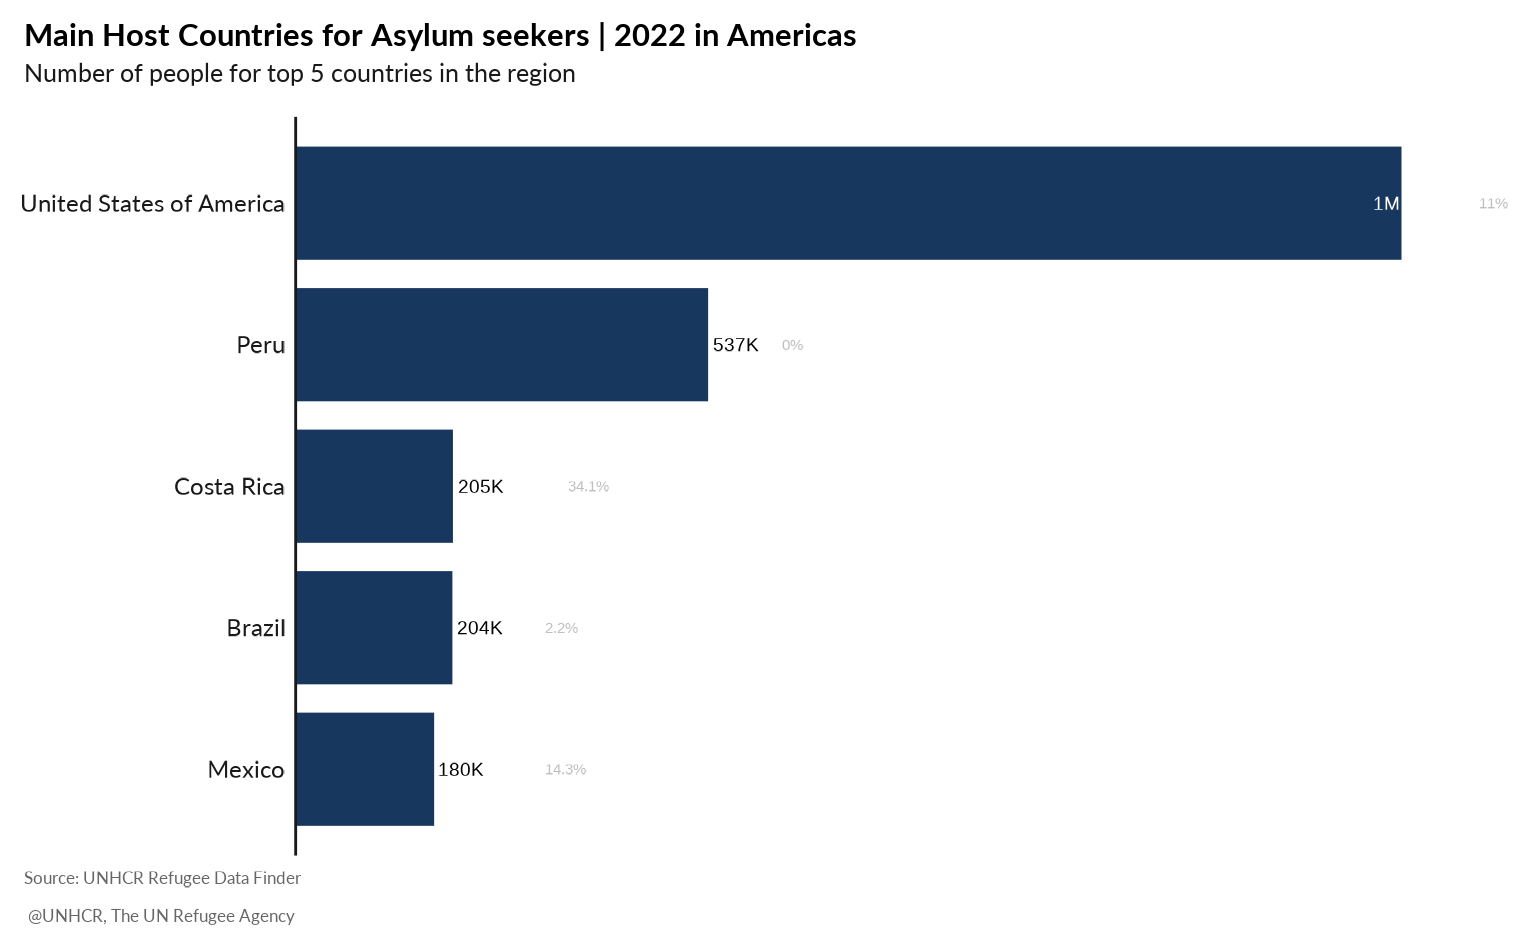 Main Host Countries for Asylum seekers | 2022 in Americas
Number of people for top 5 countries in the region
United States of America 1M 11%
Peru 537K 0%
Costa Rica 205K 34.1%
Brazil 204K 2.2%
Mexico 180K 14.3%
Source: UNHCR Refugee Data Finder
@UNHCR, The UN Refugee Agency